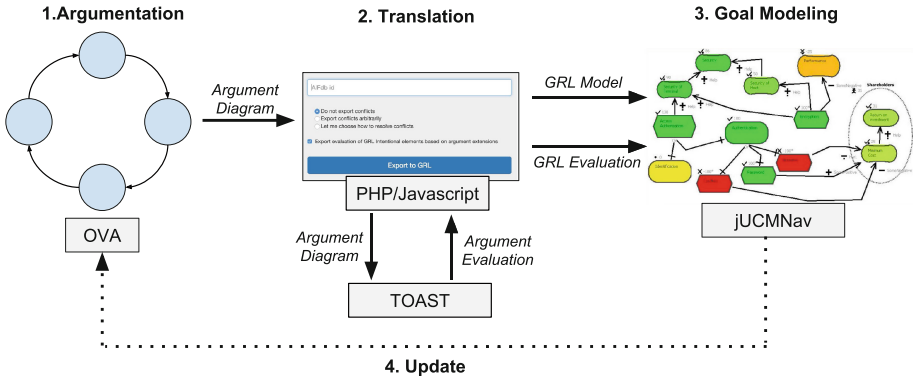 1.Argumentation
2. Translation
3. Goal Modeling
Argument
Diagram
AIFdb id
Do not export conflicts
Export conflicts arbitrarily
Let me choose how to resolve conflicts
Export evaluation of GRL Intentional elements based on argument extensions
Export to GRL
GRL Model
GRL Evaluation
PHP/Javascript
OVA
Argument
Diagram
Argument
Evaluation
TOAST
jUCMNav
4. Update